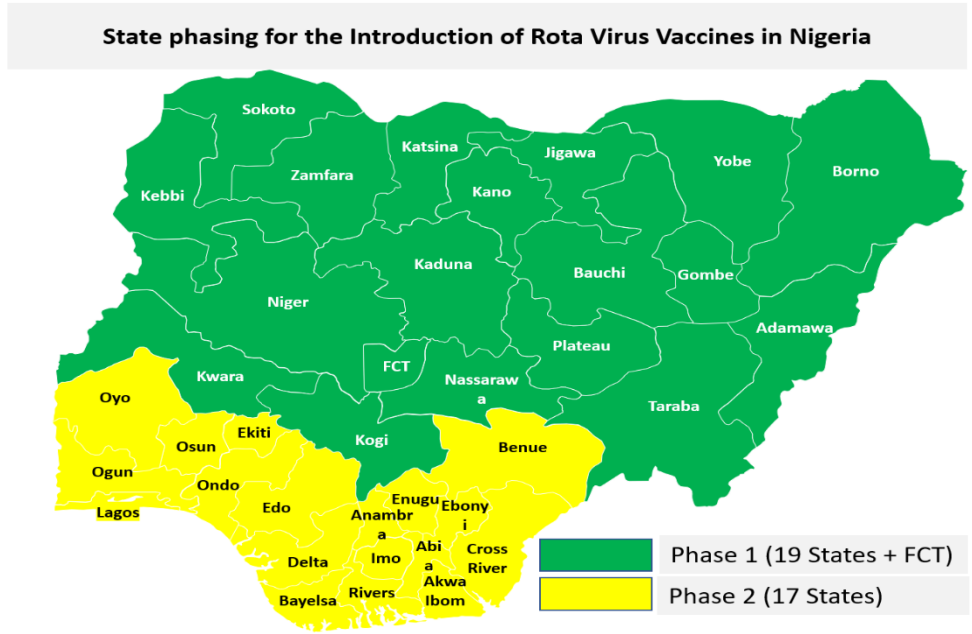 State phasing for the Introduction of Rota Virus Vaccines in Nigeria
Sokoto
Katsina
Jigawa
Yobe
Borno
Zamfara
Kano
Kebbi
Kaduna
Bauchi
Gombe
Niger
Adamawa
Plateau
FCT
Kwara
Nassaraw
a
Taraba
Oyo
Kogi
Benue
Ekiti
Osun
Ogun
Ondo
Edo
Lagos
Enugu
Ebony
i
Anambr
a
Delta
Imo
Abi
a
Cross
River
Bayelsa
Rivers
Akwa
Ibom
Phase 1 (19 States + FCT)
Phase 2 (17 States)